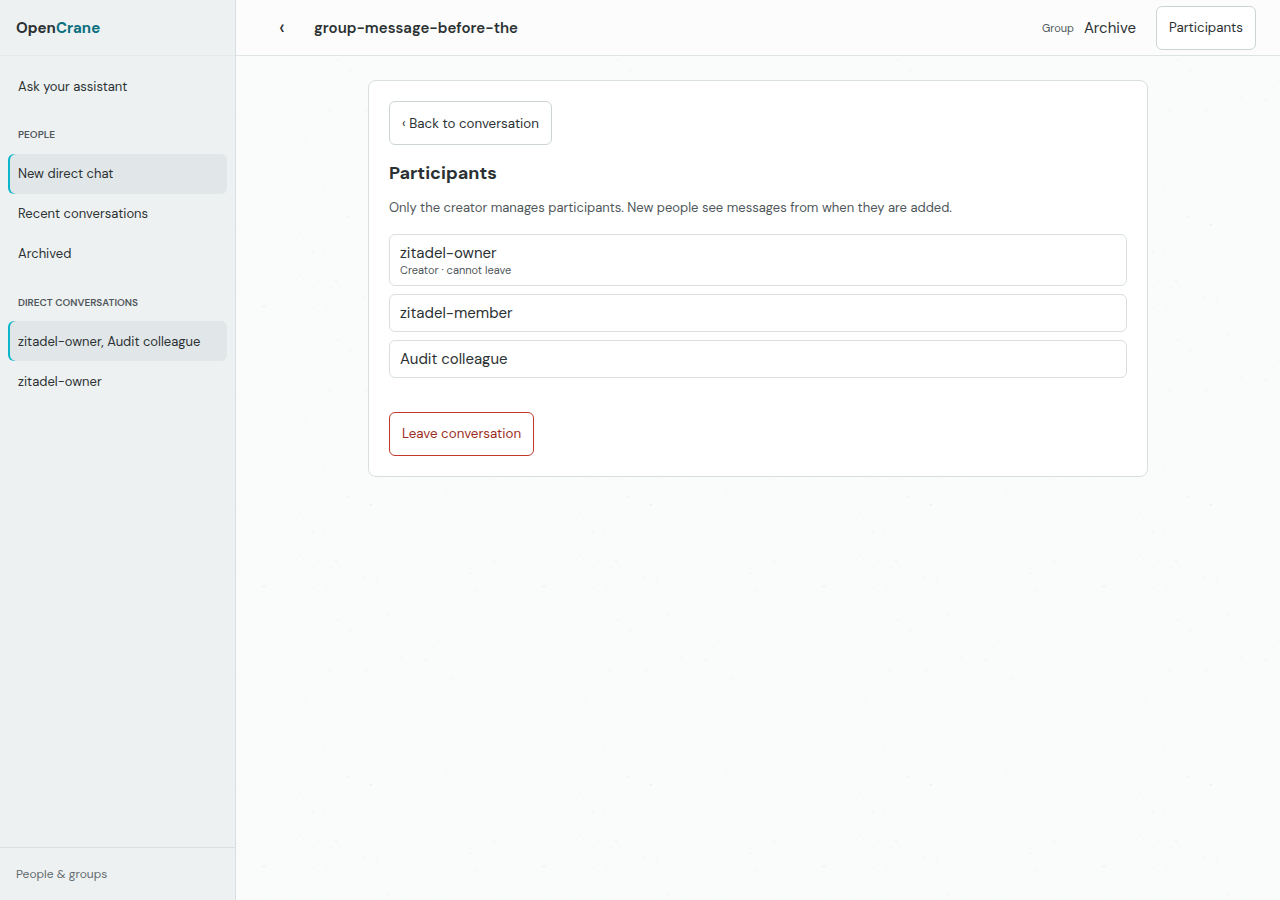 OpenCrane
Ask your assistant
PEOPLE
New direct chat
Recent conversations
Archived
DIRECT CONVERSATIONS
zitadel-owner, Audit colleague
zitadel-owner
People & groups
‹ group-message-before-the
Group Archive Participants
‹ Back to conversation
Participants
Only the creator manages participants. New people see messages from when they are added.
zitadel-owner
Creator · cannot leave
zitadel-member
Audit colleague
Leave conversation